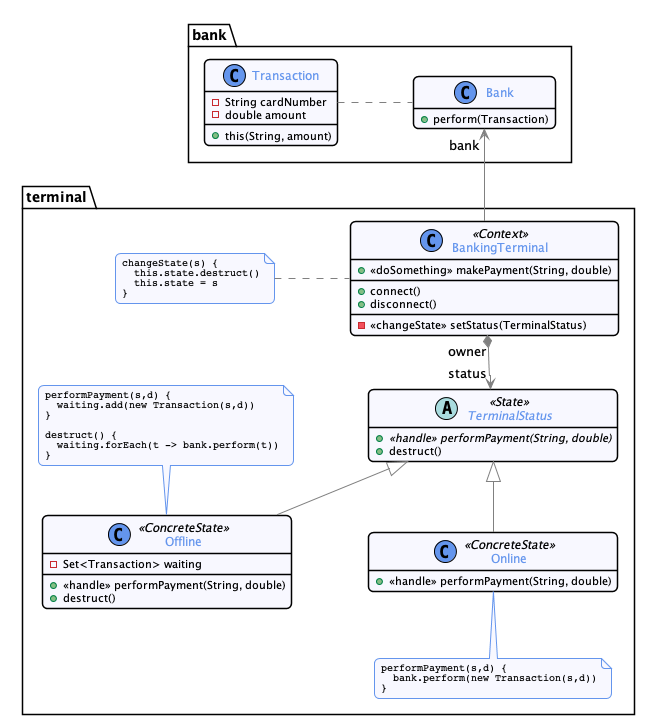 bank
C Transaction
String cardNumber
double amount
this(String, amount)
C Bank
perform(Transaction)
bank
terminal
«Context»
C BankingTerminal
«doSomething» makePayment(String, double)
connect()
disconnect()
«changeState» setStatus(TerminalStatus)
changeState(s) {
  this.state.destruct()
  this.state = s
}
owner
status
performPayment(s,d) {
  waiting.add(new Transaction(s,d))
}
destruct() {
  waiting.forEach(t -> bank.perform(t))
}
«State»
A TerminalStatus
«handle» performPayment(String, double)
destruct()
«ConcreteState»
C Offline
Set<Transaction> waiting
«handle» performPayment(String, double)
destruct()
«ConcreteState»
C Online
«handle» performPayment(String, double)
performPayment(s,d) {
  bank.perform(new Transaction(s,d))
}